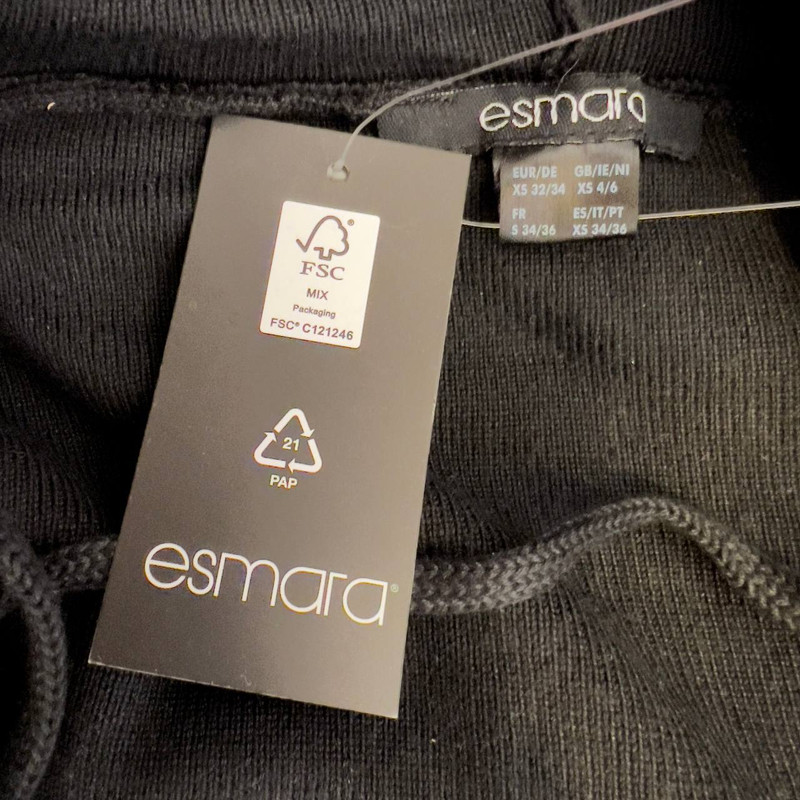 esmara
EUR/DE GB/IE/NI
XS 32/34 XS 4/6
FR ES/IT/PT
S 34/36 XS 34/36
FSC®
MIX
Packaging
FSC® C121246
21
PAP
esmara®